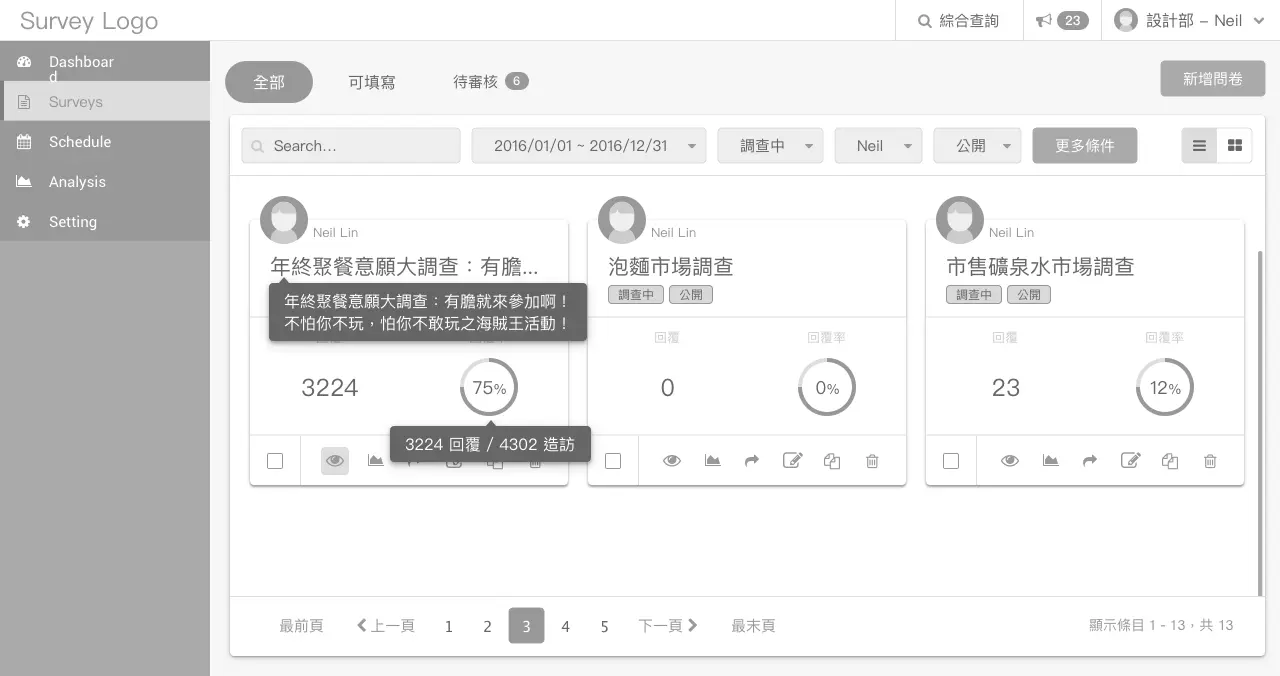 Survey Logo
綜合查詢
23
設計部 – Neil
Dashboar
d
Surveys
Schedule
Analysis
Setting
全部
可填寫
待審核 6
新增問卷
Search...
2016/01/01 ~ 2016/12/31
調查中
Neil
公開
更多條件
Neil Lin
年終聚餐意願大調查：有膽...
年終聚餐意願大調查：有膽就來參加啊！
不怕你不玩，怕你不敢玩之海賊王活動！
3224
75%
3224 回覆 / 4302 造訪
Neil Lin
泡麵市場調查
調查中 公開
回覆 回覆率
0
0%
Neil Lin
市售礦泉水市場調查
調查中 公開
回覆 回覆率
23
12%
最前頁 上一頁 1 2 3 4 5 下一頁 最末頁
顯示條目 1 - 13，共 13